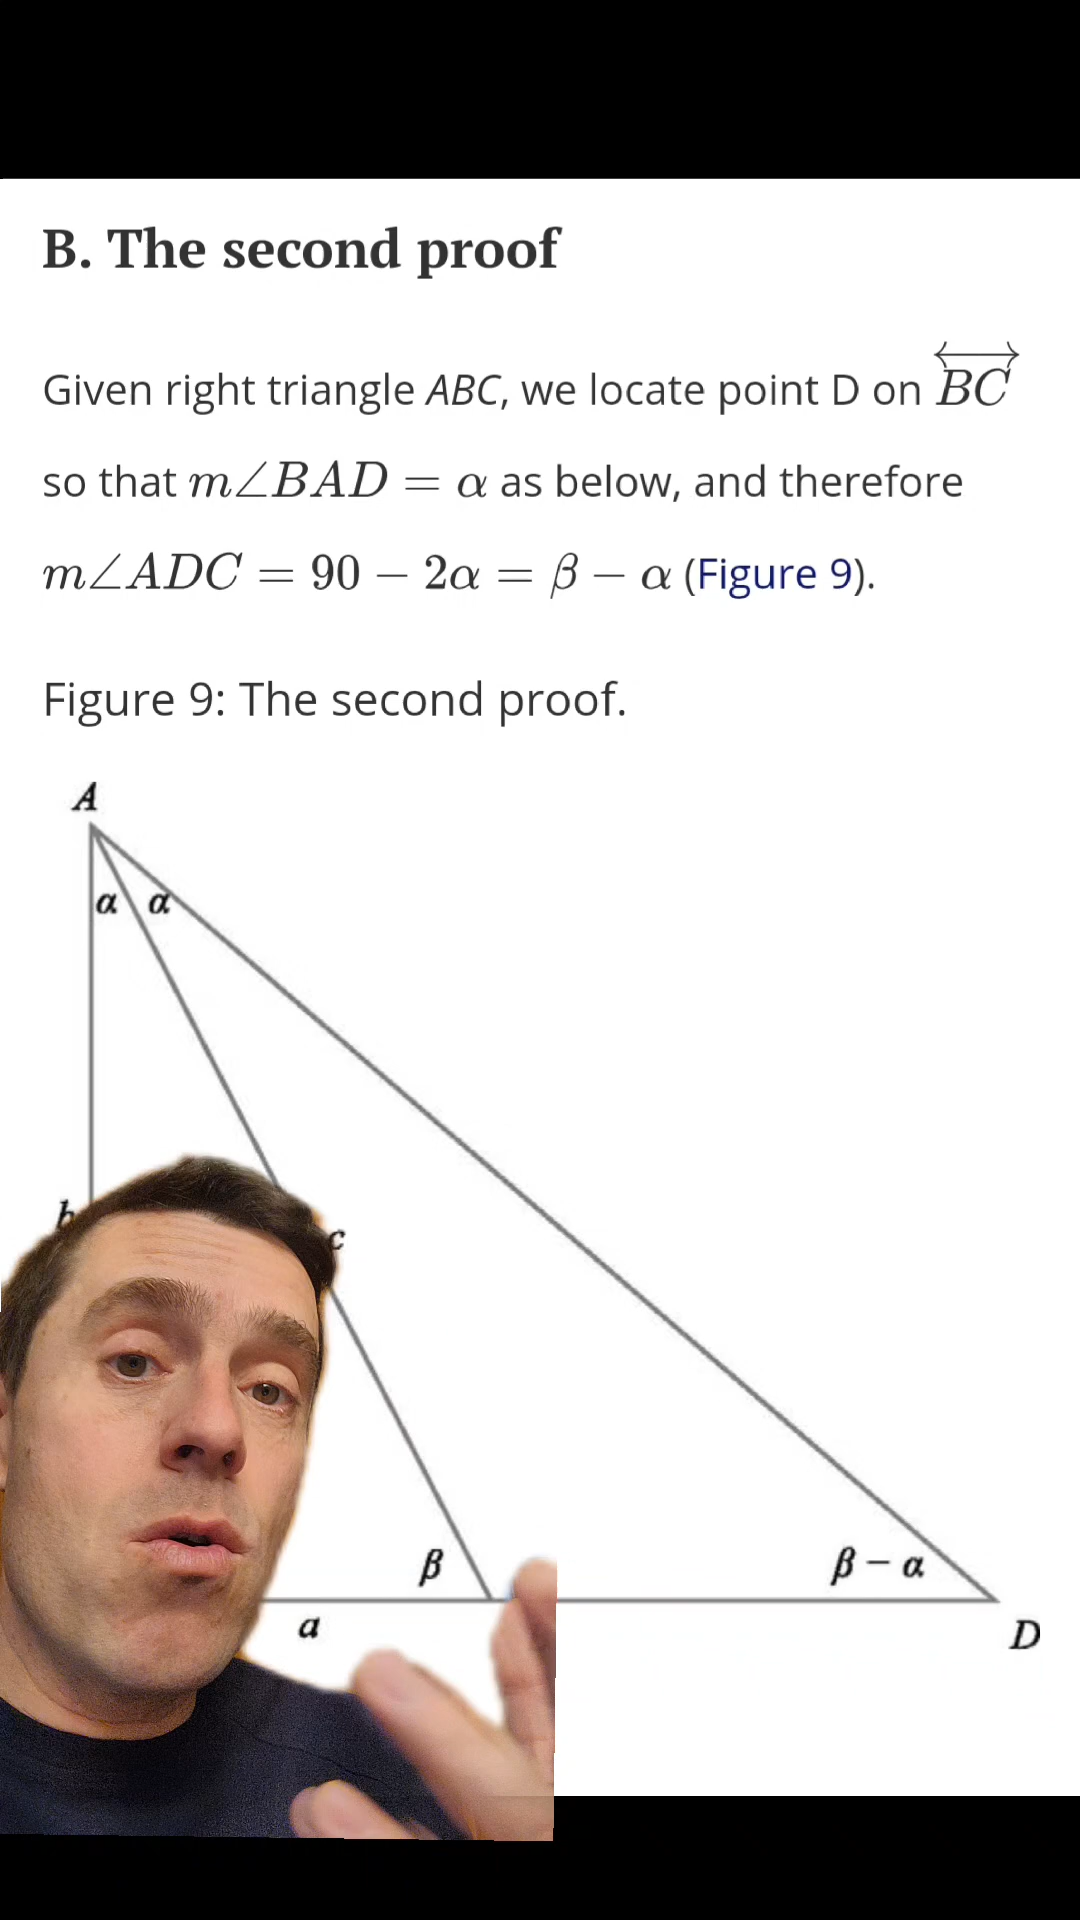 B. The second proof
Given right triangle ABC, we locate point D on BC
so that m∠BAD = α as below, and therefore
m∠ADC = 90 − 2α = β − α (Figure 9).
Figure 9: The second proof.
A
α α
b
c
β
β − α
a
D